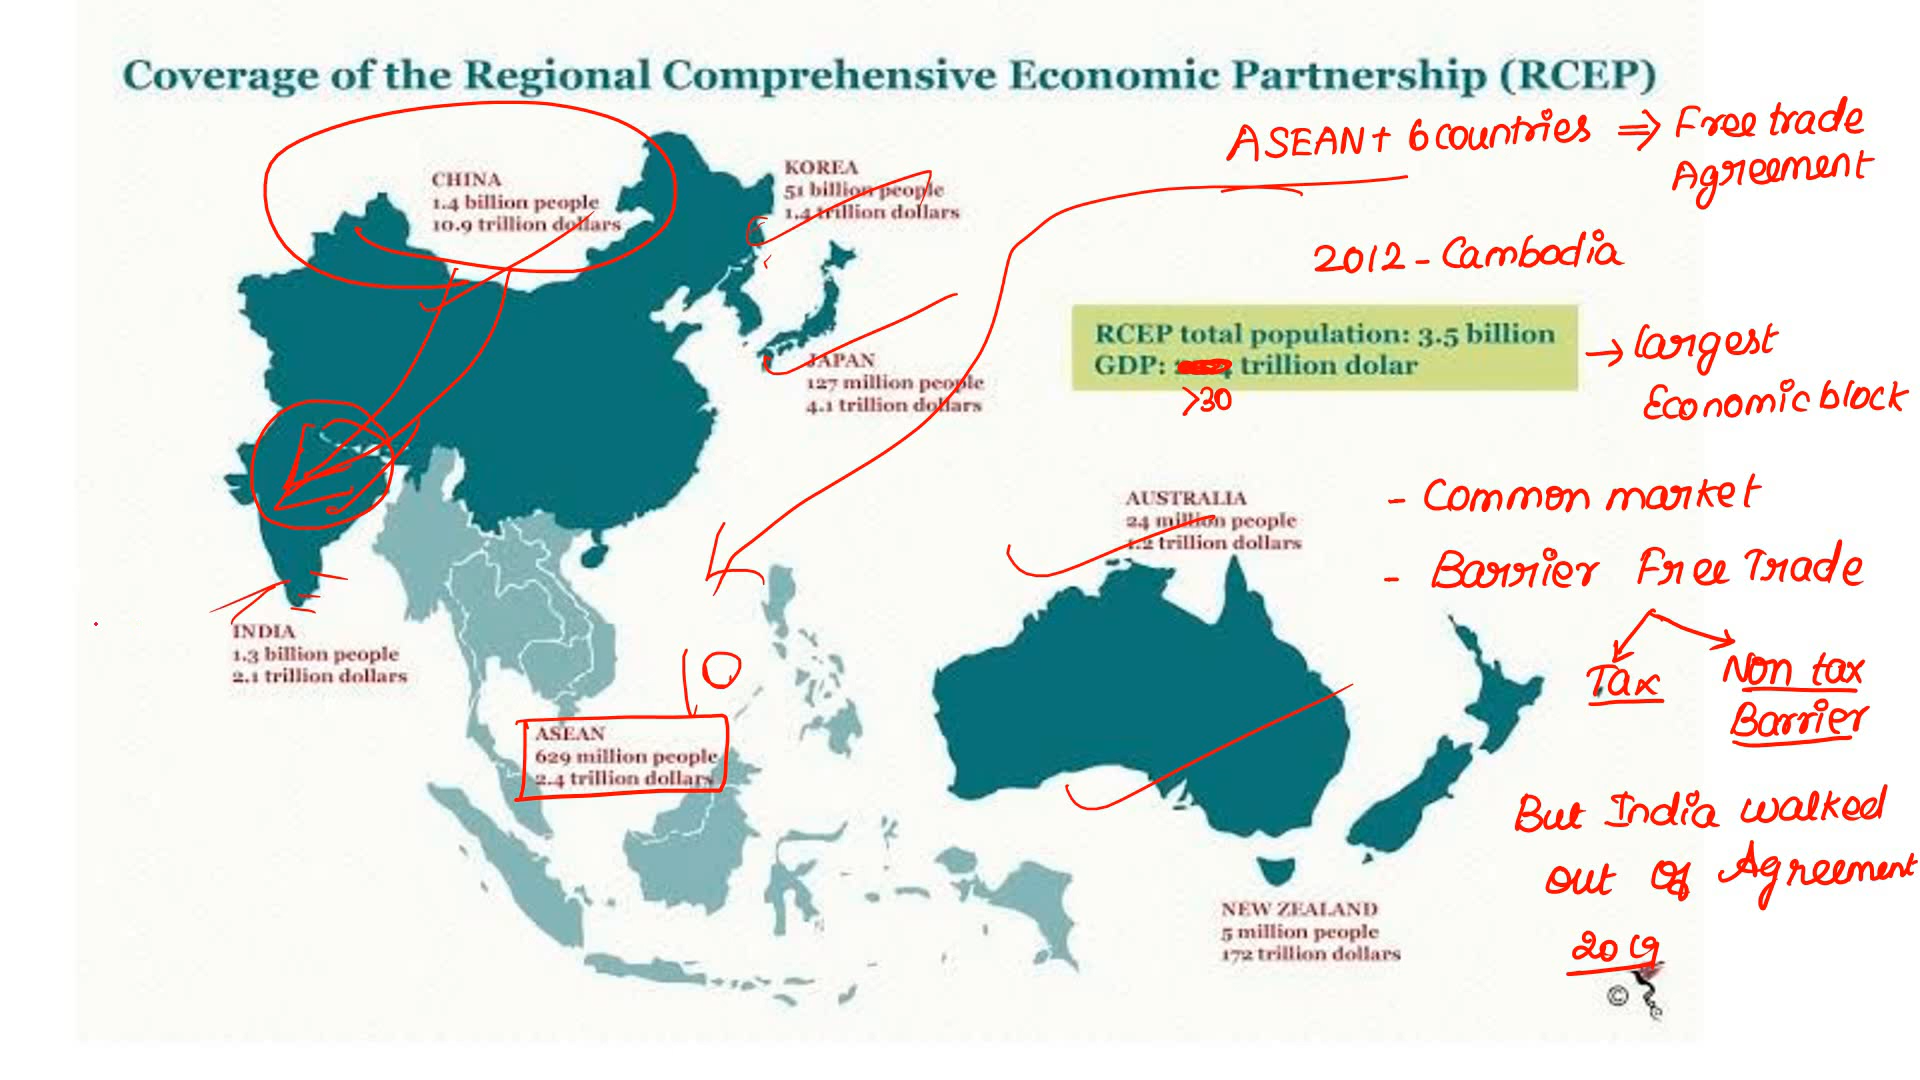 Coverage of the Regional Comprehensive Economic Partnership (RCEP)
ASEAN + 6 countries ⇒ Free trade
Agreement
CHINA
1.4 billion people
10.9 trillion dollars
KOREA
51 billion people
1.4 trillion dollars
2012 - Cambodia
RCEP total population: 3.5 billion
GDP: trillion dolar
>30
→ largest
Economic block
JAPAN
127 million people
4.1 trillion dollars
- Common market
- Barrier Free Trade
Tax
Non tax
Barrier
AUSTRALIA
24 million people
1.2 trillion dollars
INDIA
1.3 billion people
2.1 trillion dollars
10
ASEAN
629 million people
2.4 trillion dollars
But India walked
out of Agreement
2019
NEW ZEALAND
5 million people
172 trillion dollars
©